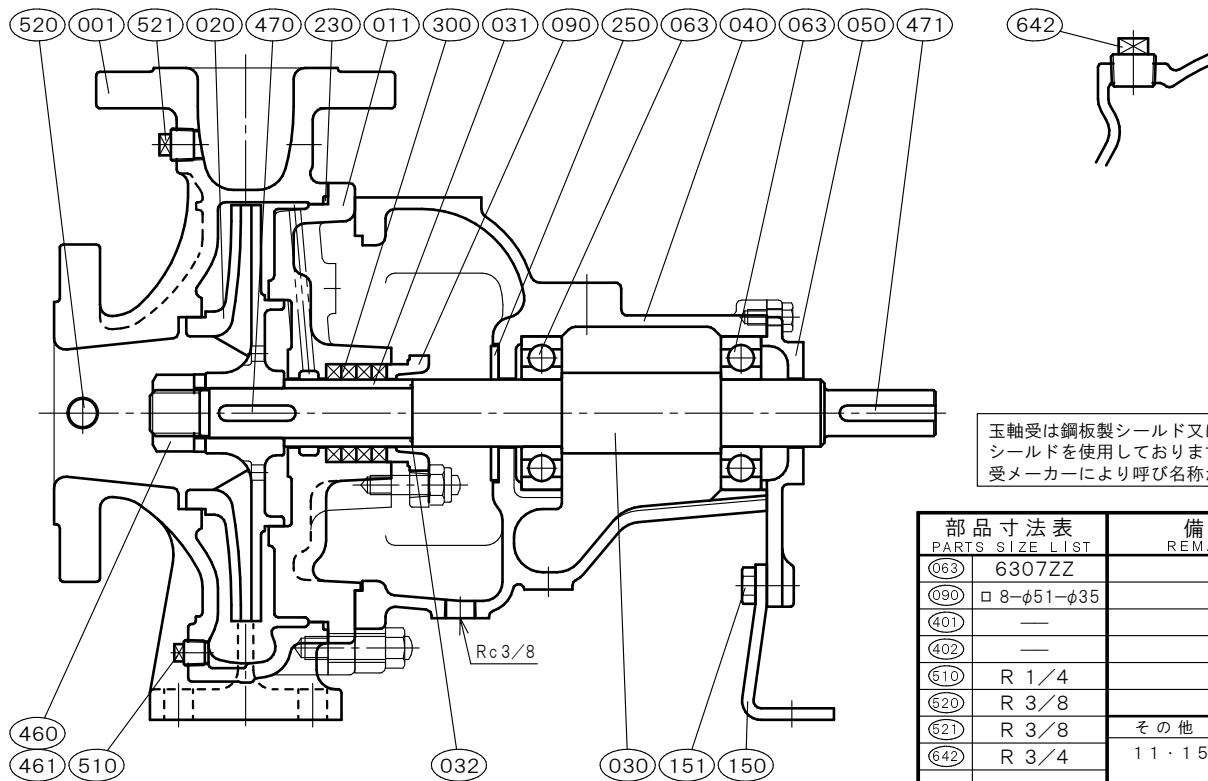 520 001 521 020 470 230 011 300 031 090 250 063 040 063 050 471 642
玉軸受は鋼板製シールド又は
シールドを使用しております
受メーカーにより呼び名称が
部品寸法表 備
PARTS SIZE LIST REM
063 6307ZZ
090 □ 8-φ51-φ35
401 —
402 —
510 R 1/4
520 R 3/8
521 R 3/8 その他
642 R 3/4 11・15
Rc3/8
460
461 510 032 030 151 150